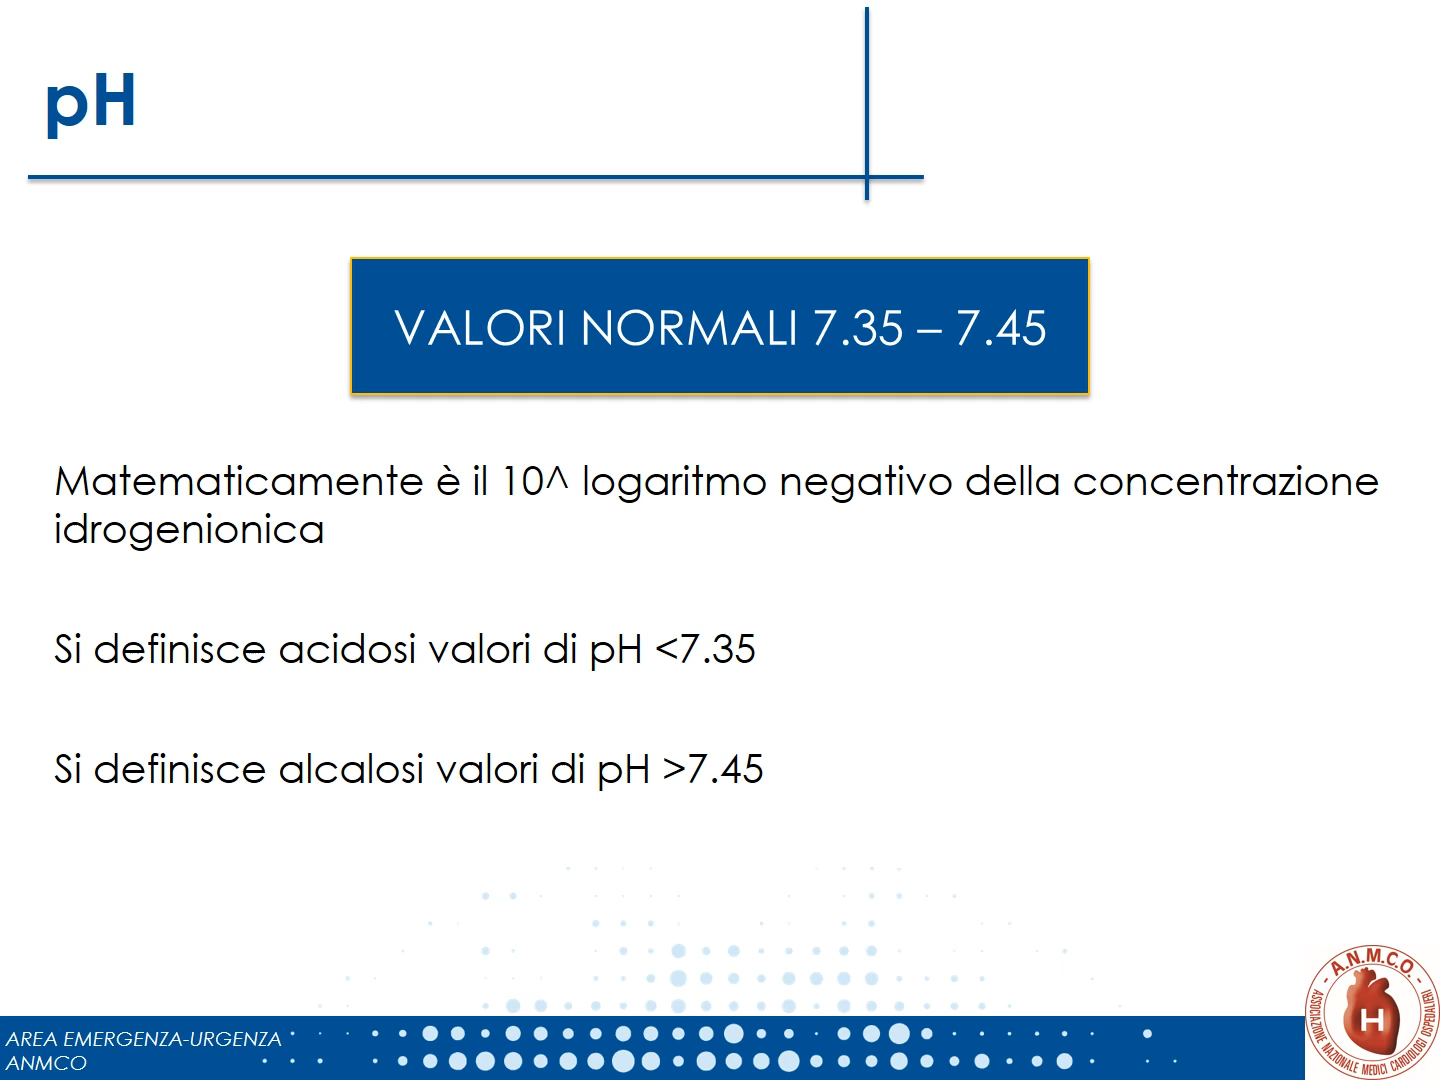 pH
VALORI NORMALI 7.35 – 7.45
Matematicamente è il 10^ logaritmo negativo della concentrazione
idrogenionica
Si definisce acidosi valori di pH <7.35
Si definisce alcalosi valori di pH >7.45
AREA EMERGENZA-URGENZA
ANMCO
- A.N.M.C.O. -
H
ASSOCIAZIONE NAZIONALE MEDICI CARDIOLOGI OSPEDALIERI